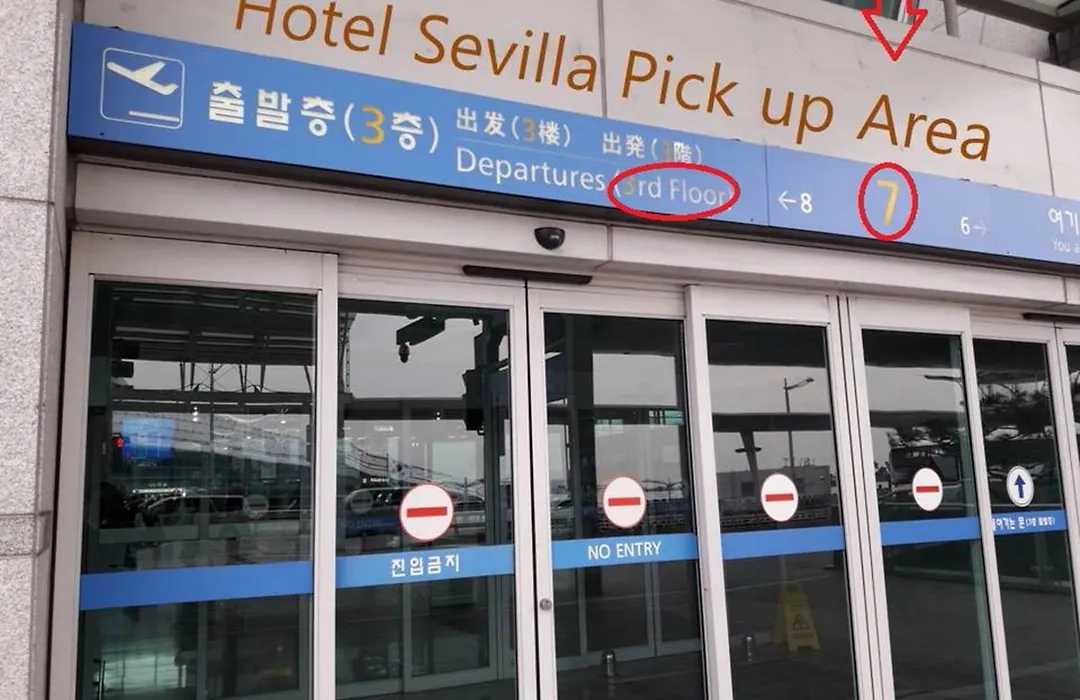 Hotel Sevilla Pick up Area
출발층(3층)
出发(3楼) 出発(3階)
Departures (3rd Floor)
←8
7
6→
여기
You a
진입금지
NO ENTRY